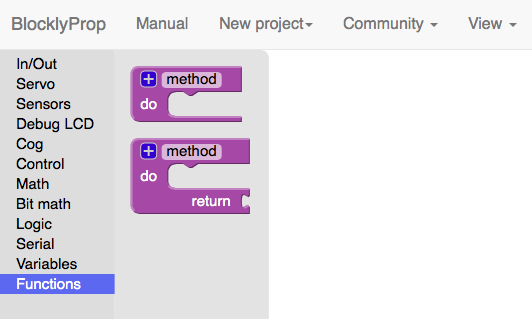 BlocklyProp Manual New project Community View
In/Out
Servo
Sensors
Debug LCD
Cog
Control
Math
Bit math
Logic
Serial
Variables
Functions
method
do
method
do
return